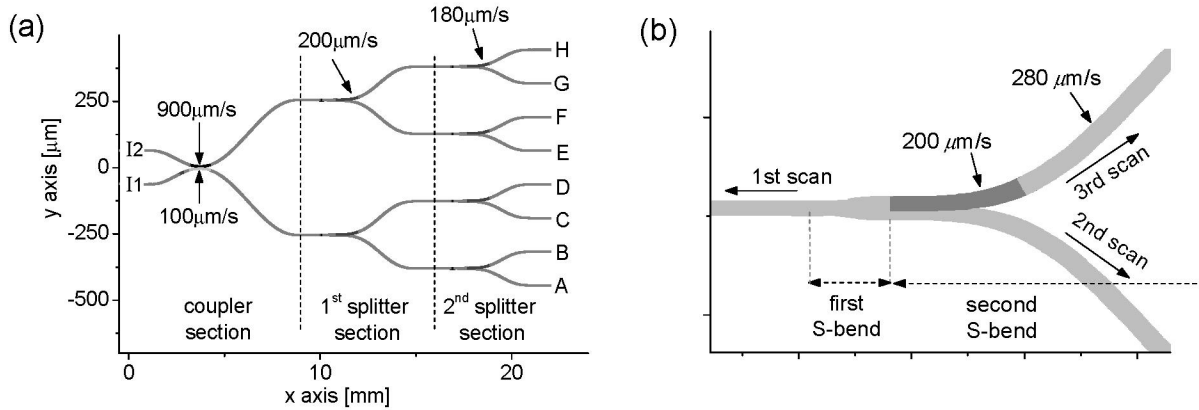 (a)
180μm/s
200μm/s
900μm/s
100μm/s
I2
I1
H
G
F
E
D
C
B
A
250
0
-250
-500
y axis [μm]
coupler
section
1st splitter
section
2nd splitter
section
0
10
20
x axis [mm]
(b)
280 μm/s
200 μm/s
1st scan
3rd scan
2nd scan
first
S-bend
second
S-bend